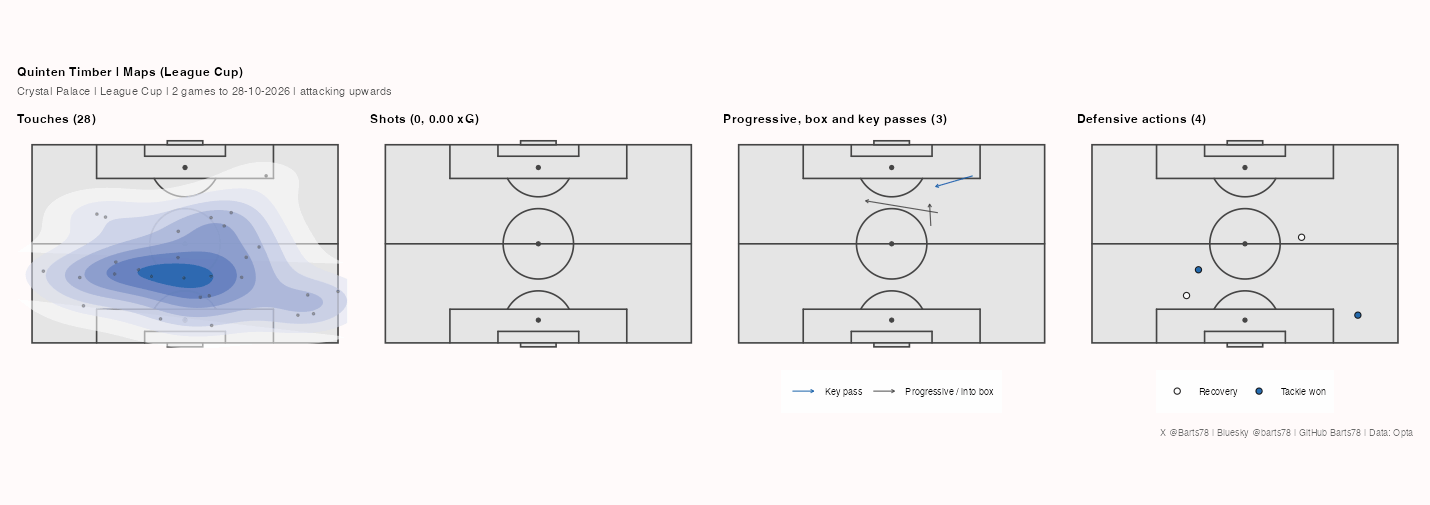 Quinten Timber | Maps (League Cup)
Crystal Palace | League Cup | 2 games to 28-10-2026 | attacking upwards
Touches (28)
Shots (0, 0.00 xG)
Progressive, box and key passes (3)
Defensive actions (4)
Key pass
Progressive / into box
Recovery
Tackle won
X @Barts78 | Bluesky @barts78 | GitHub Barts78 | Data: Opta